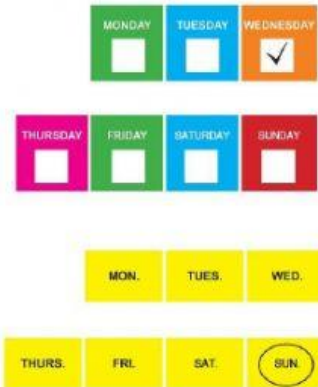 MONDAY TUESDAY WEDNESDAY
THURSDAY FRIDAY SATURDAY SUNDAY
MON. TUES. WED.
THURS. FRI. SAT. SUN.